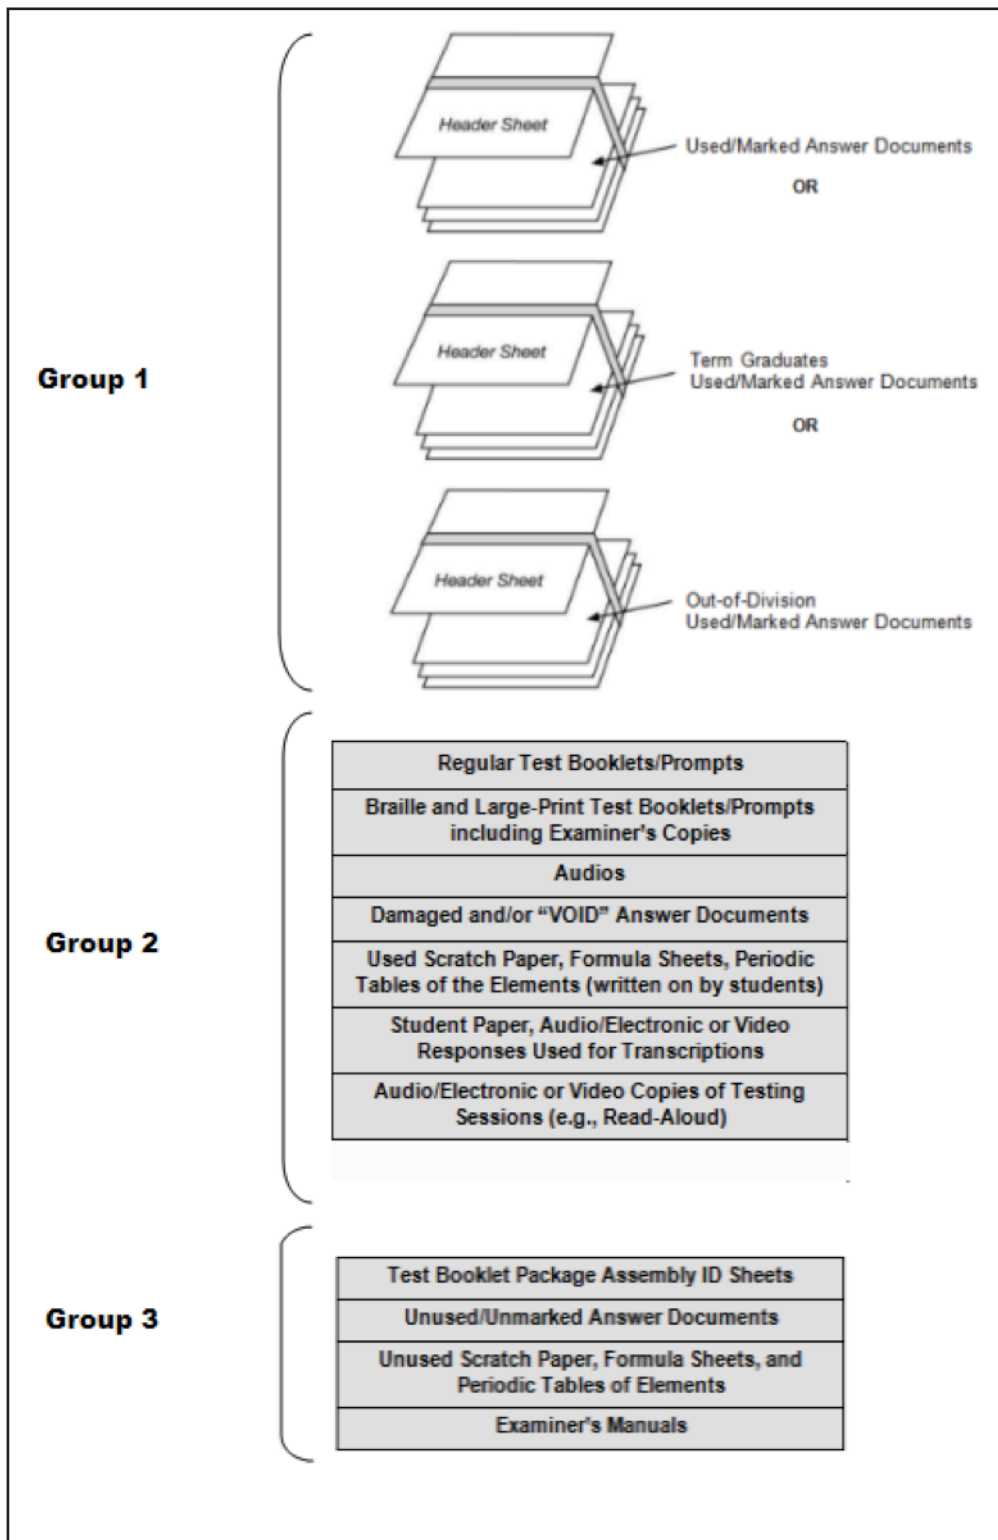 Header Sheet
Used/Marked Answer Documents
OR
Group 1
Header Sheet
Term Graduates
Used/Marked Answer Documents
OR
Header Sheet
Out-of-Division
Used/Marked Answer Documents
Group 2
Regular Test Booklets/Prompts
Braille and Large-Print Test Booklets/Prompts
including Examiner's Copies
Audios
Damaged and/or “VOID” Answer Documents
Used Scratch Paper, Formula Sheets, Periodic
Tables of the Elements (written on by students)
Student Paper, Audio/Electronic or Video
Responses Used for Transcriptions
Audio/Electronic or Video Copies of Testing
Sessions (e.g., Read-Aloud)
Group 3
Test Booklet Package Assembly ID Sheets
Unused/Unmarked Answer Documents
Unused Scratch Paper, Formula Sheets, and
Periodic Tables of Elements
Examiner's Manuals